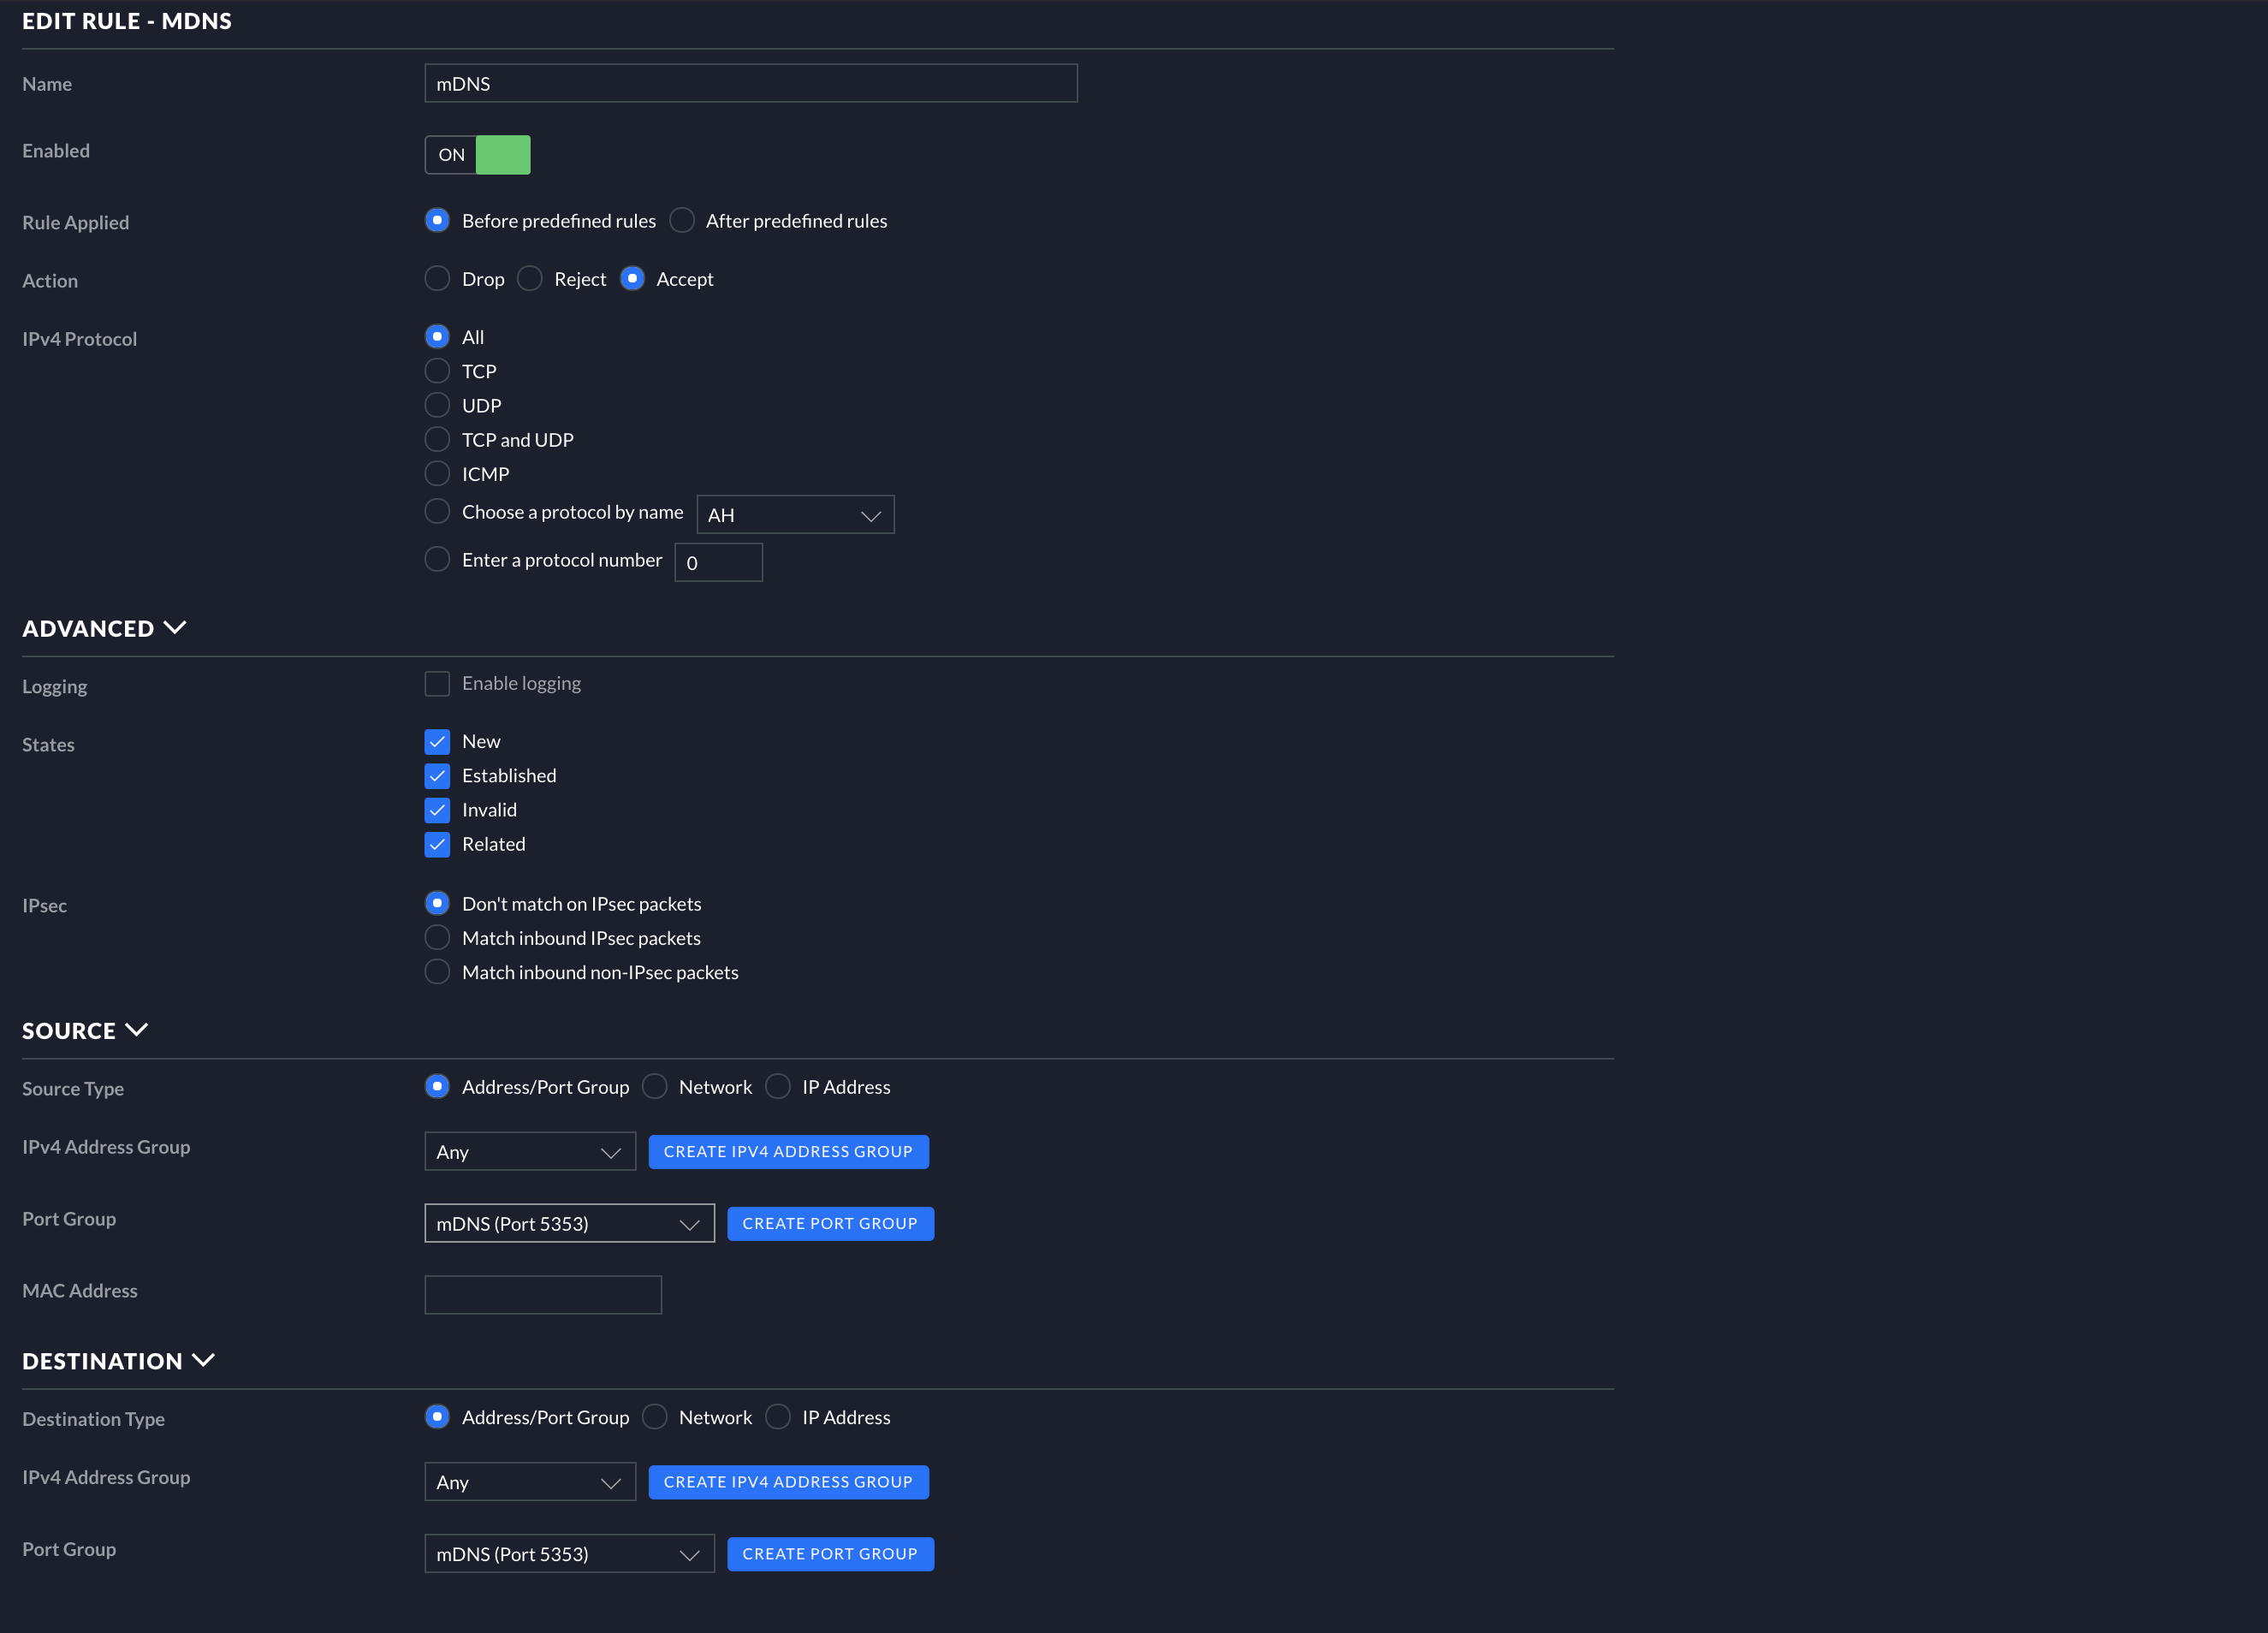 EDIT RULE - MDNS
Name mDNS
Enabled ON
Rule Applied Before predefined rules After predefined rules
Action Drop Reject Accept
IPv4 Protocol All
TCP
UDP
TCP and UDP
ICMP
Choose a protocol by name AH
Enter a protocol number 0
ADVANCED
Logging Enable logging
States New
Established
Invalid
Related
IPsec Don't match on IPsec packets
Match inbound IPsec packets
Match inbound non-IPsec packets
SOURCE
Source Type Address/Port Group Network IP Address
IPv4 Address Group Any CREATE IPV4 ADDRESS GROUP
Port Group mDNS (Port 5353) CREATE PORT GROUP
MAC Address
DESTINATION
Destination Type Address/Port Group Network IP Address
IPv4 Address Group Any CREATE IPV4 ADDRESS GROUP
Port Group mDNS (Port 5353) CREATE PORT GROUP